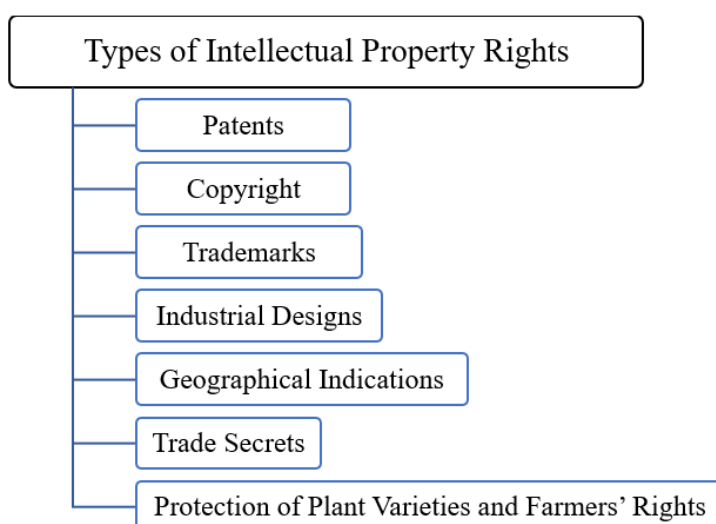 Types of Intellectual Property Rights
Patents
Copyright
Trademarks
Industrial Designs
Geographical Indications
Trade Secrets
Protection of Plant Varieties and Farmers’ Rights